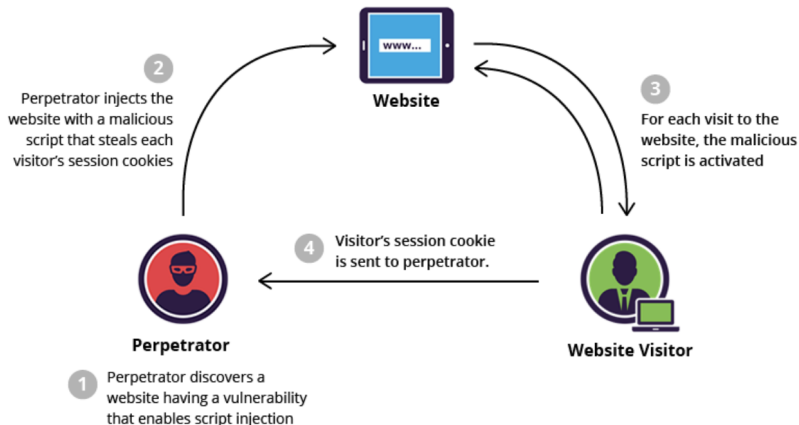 www...
Website
2
Perpetrator injects the
website with a malicious
script that steals each
visitor's session cookies
3
For each visit to the
website, the malicious
script is activated
4
Visitor's session cookie
is sent to perpetrator.
Perpetrator
Website Visitor
1
Perpetrator discovers a
website having a vulnerability
that enables script injection